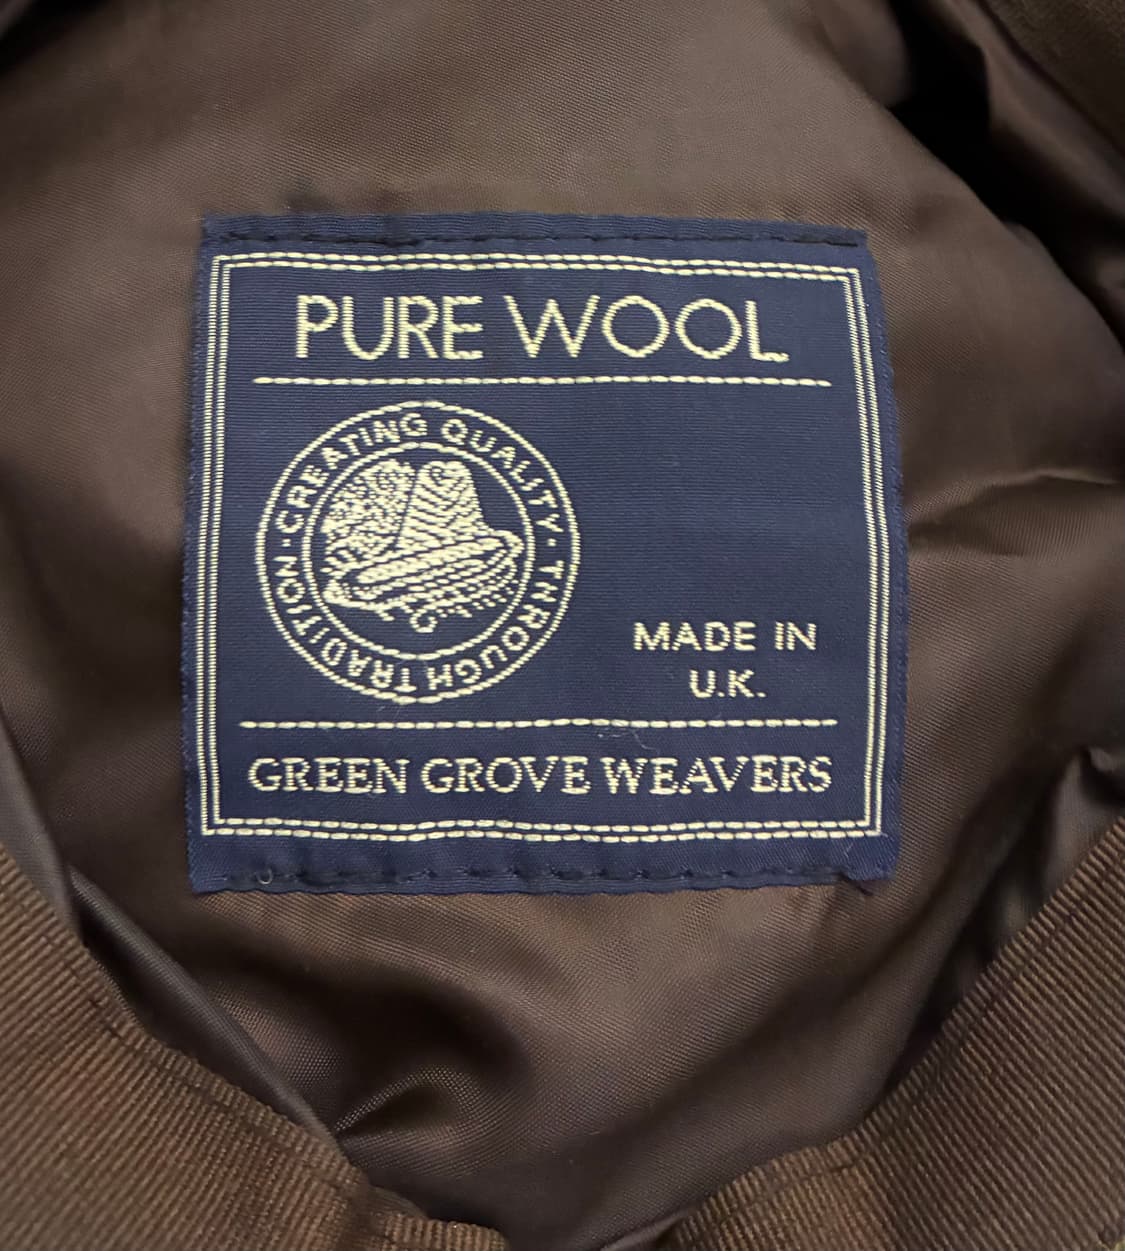 PURE WOOL
·CREATING QUALITY·
THROUGH TRADITION
MADE IN
U.K.
GREEN GROVE WEAVERS